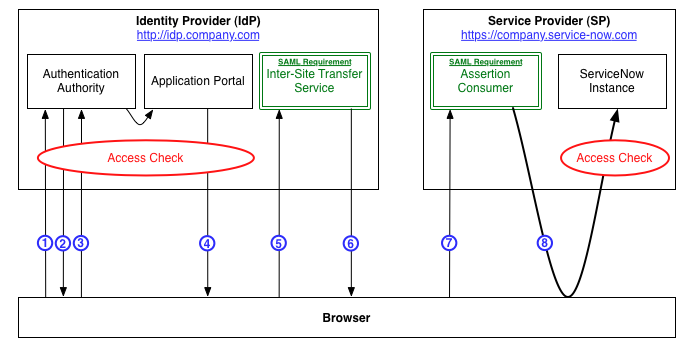 Identity Provider (IdP)
http://idp.company.com
Service Provider (SP)
https://company.service-now.com
Authentication
Authority
Application Portal
SAML Requirement
Inter-Site Transfer
Service
SAML Requirement
Assertion
Consumer
ServiceNow
Instance
Access Check
Access Check
1
2
3
4
5
6
7
8
Browser